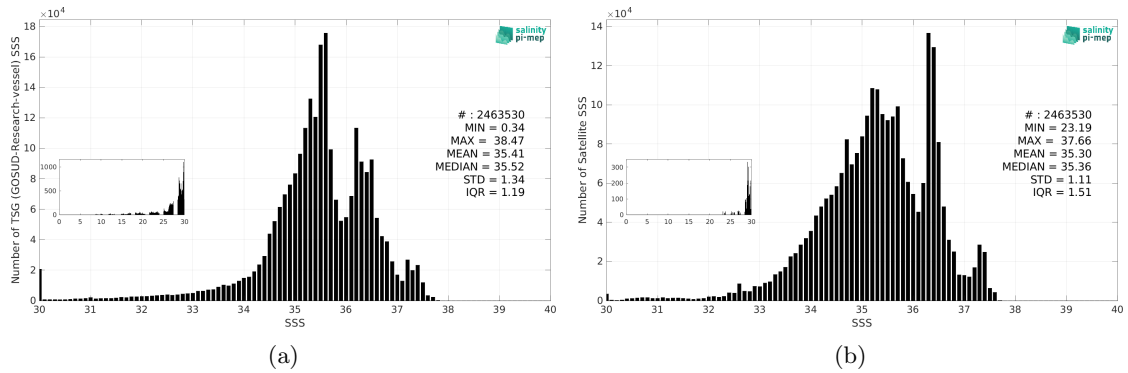 ×10⁴
18
16
14
12
10
8
6
4
2
0
Number of TSG (GOSUD-Research-vessel) SSS
30 31 32 33 34 35 36 37 38 39 40
SSS
1000
500
0
0 5 10 15 20 25 30
salinity
pi-mep
# : 2463530
MIN = 0.34
MAX = 38.47
MEAN = 35.41
MEDIAN = 35.52
STD = 1.34
IQR = 1.19
(a)
×10⁴
14
12
10
8
6
4
2
0
Number of Satellite SSS
30 31 32 33 34 35 36 37 38 39 40
SSS
300
200
100
0
0 5 10 15 20 25 30
salinity
pi-mep
# : 2463530
MIN = 23.19
MAX = 37.66
MEAN = 35.30
MEDIAN = 35.36
STD = 1.11
IQR = 1.51
(b)